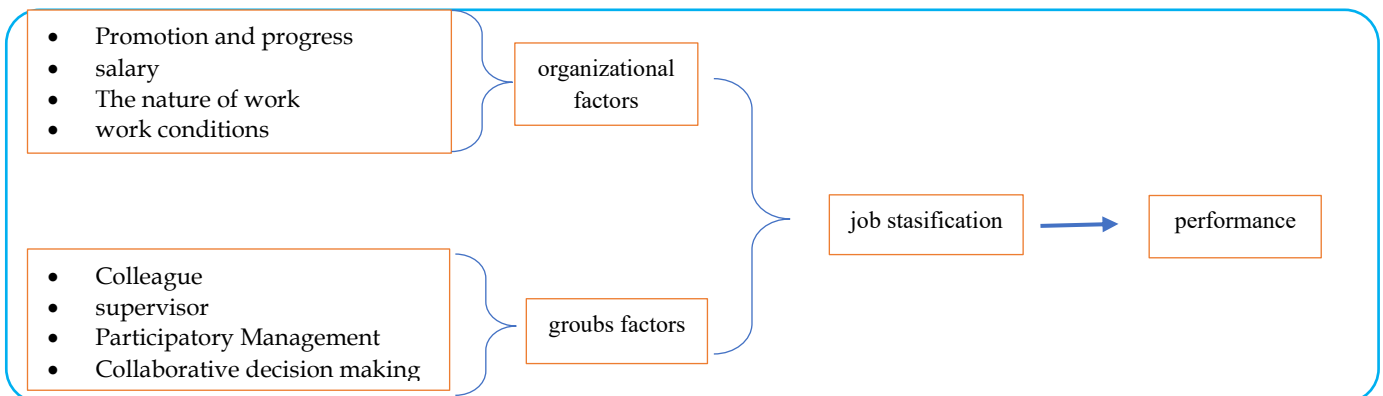 • Promotion and progress
• salary
• The nature of work
• work conditions
organizational
factors
job stasification
performance
• Colleague
• supervisor
• Participatory Management
• Collaborative decision making
groubs factors